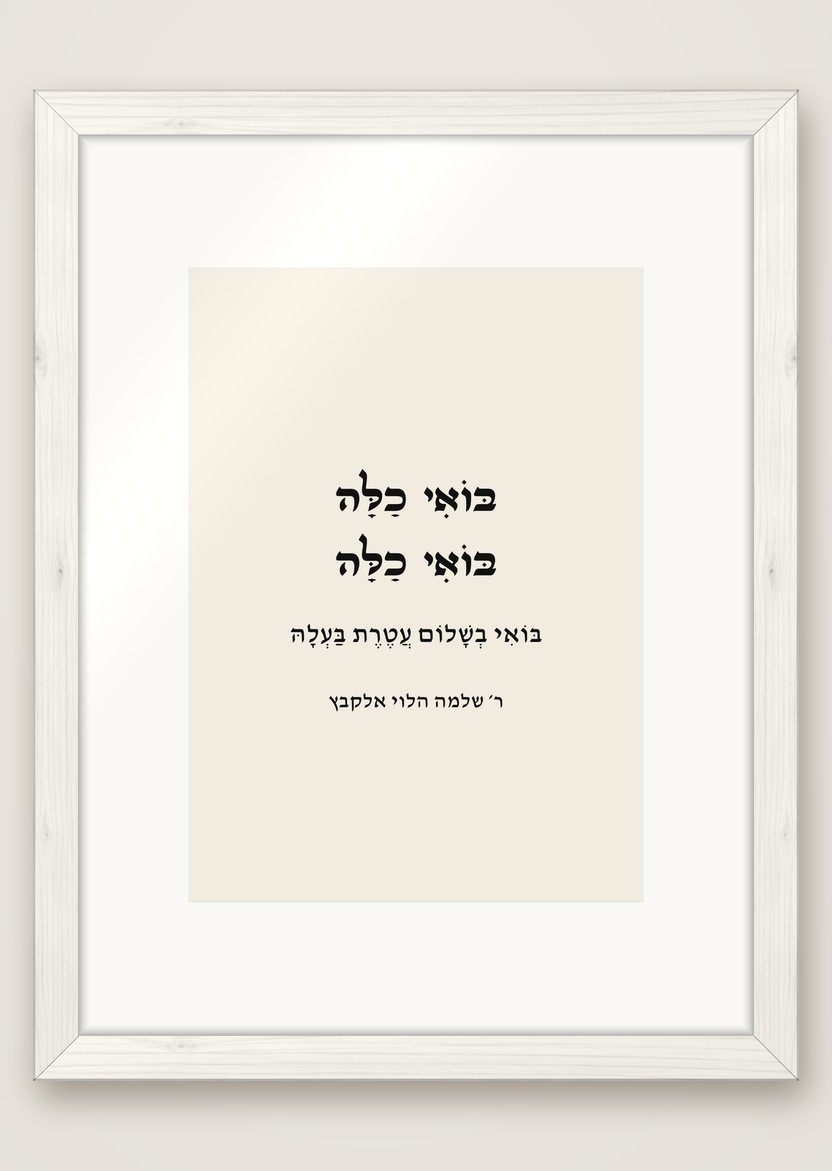 בּוֹאִי כַלָּה
בּוֹאִי כַלָּה
בּוֹאִי בְשָׁלוֹם עֲטֶרֶת בַּעְלָהּ
ר׳ שלמה הלוי אלקבץ